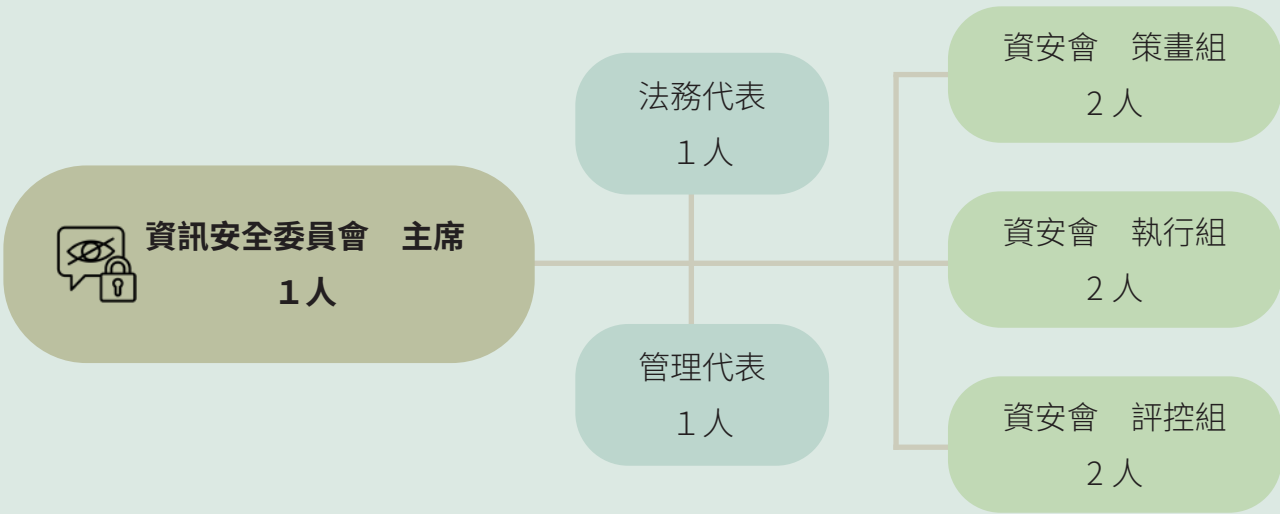 資訊安全委員會　主席
１人
法務代表
１人
管理代表
１人
資安會　策畫組
2 人
資安會　執行組
2 人
資安會　評控組
2 人